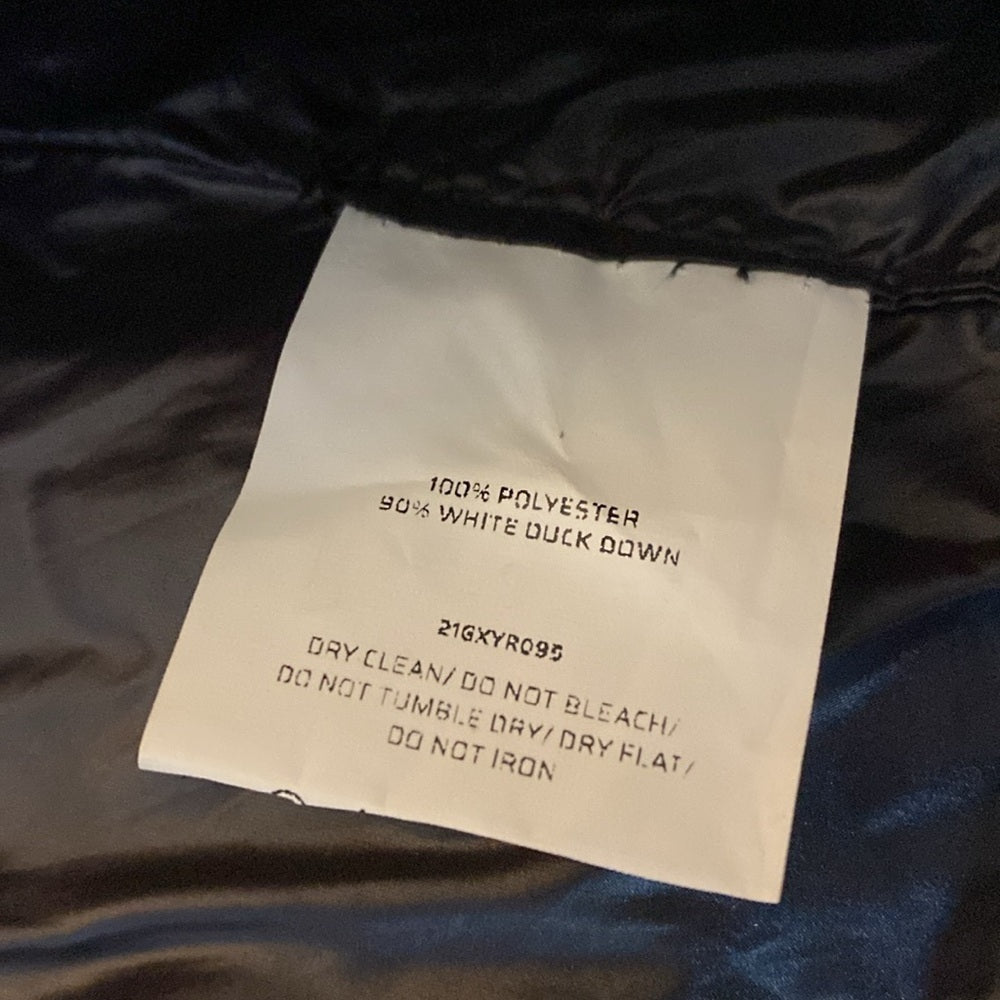 100% POLYESTER
90% WHITE DUCK DOWN
21GXYR095
DRY CLEAN/ DO NOT BLEACH/
DO NOT TUMBLE DRY/ DRY FLAT/
DO NOT IRON